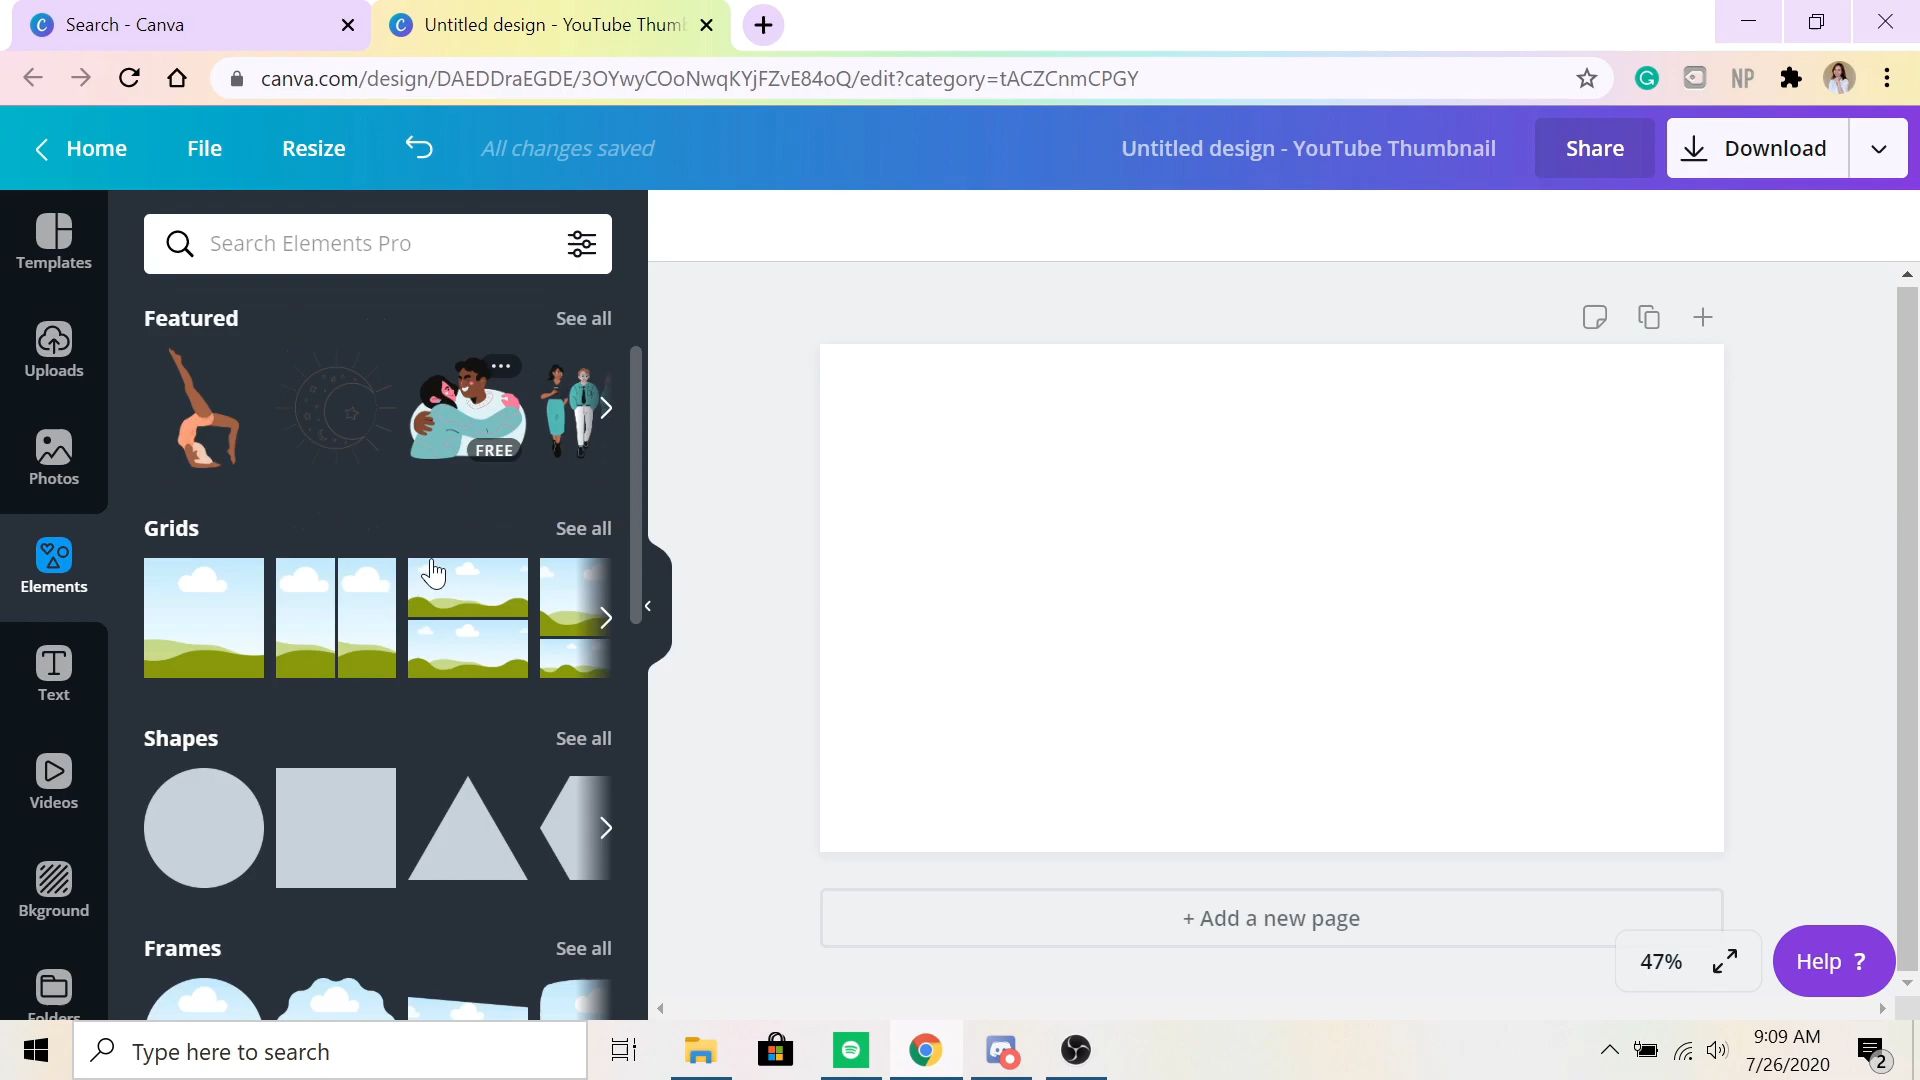 Search - Canva
Untitled design - YouTube Thum
canva.com/design/DAEDDraEGDE/3OYwyCOoNwqKYjFZvE84oQ/edit?category=tACZCnmCPGY
NP
Home
File
Resize
All changes saved
Untitled design - YouTube Thumbnail
Share
Download
Templates
Uploads
Photos
Elements
Text
Videos
Bkground
Folders
Search Elements Pro
Featured
See all
FREE
Grids
See all
Shapes
See all
Frames
See all
+ Add a new page
47%
Help ?
Type here to search
9:09 AM
7/26/2020
2